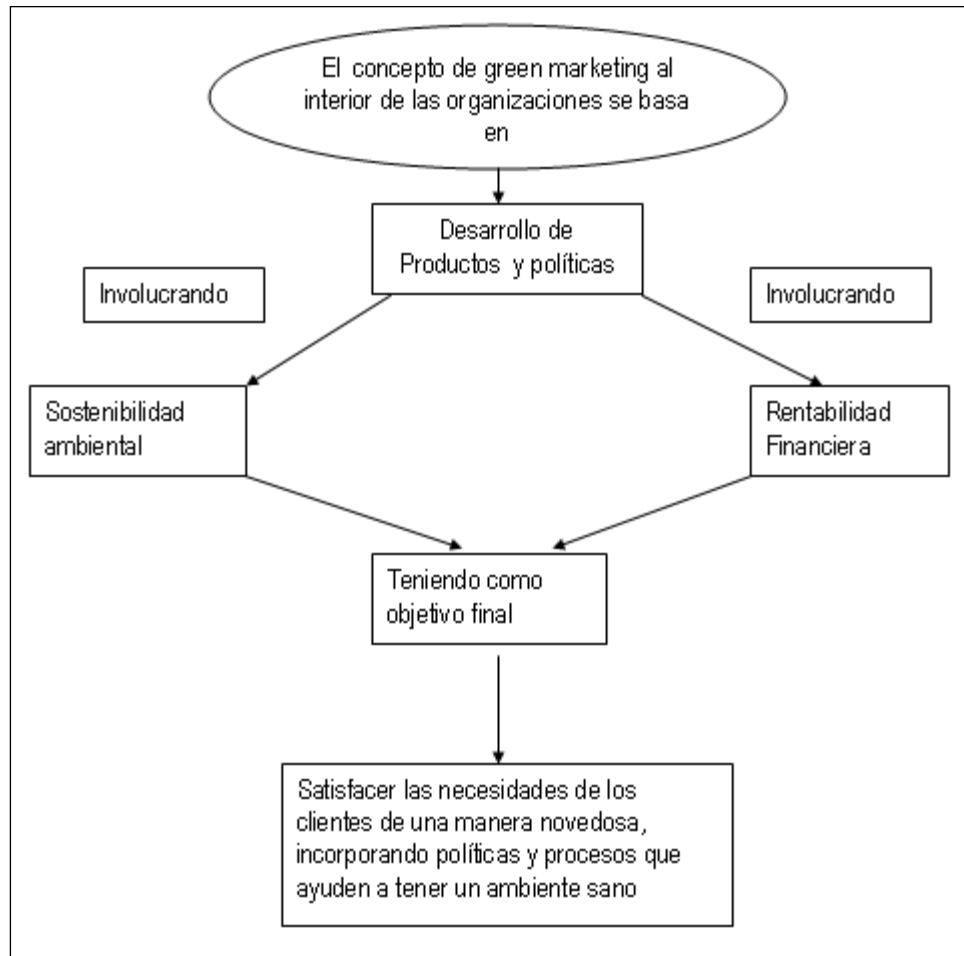 El concepto de green marketing al
interior de las organizaciones se basa
en
Desarrollo de
Productos y políticas
Involucrando
Involucrando
Sostenibilidad
ambiental
Rentabilidad
Financiera
Teniendo como
objetivo final
Satisfacer las necesidades de los
clientes de una manera novedosa,
incorporando políticas y procesos que
ayuden a tener un ambiente sano